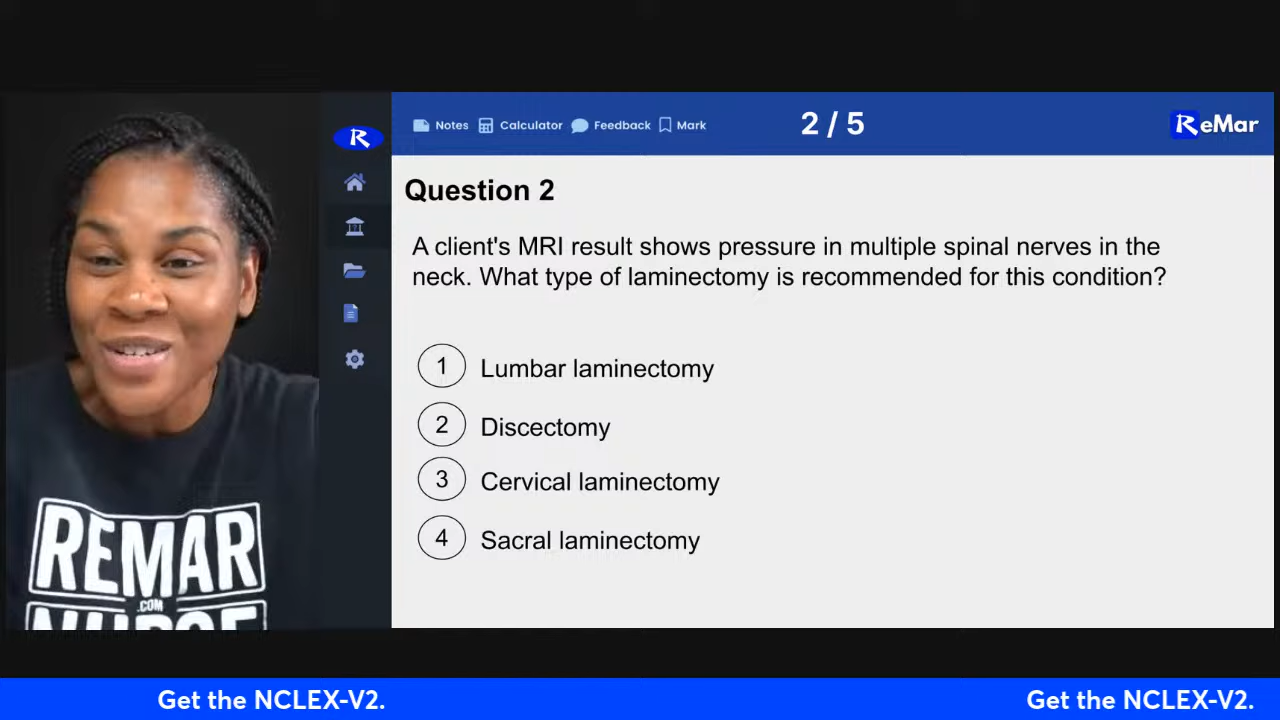 Notes Calculator Feedback Mark 2 / 5 ReMar
R
Question 2
A client's MRI result shows pressure in multiple spinal nerves in the
neck. What type of laminectomy is recommended for this condition?
1 Lumbar laminectomy
2 Discectomy
3 Cervical laminectomy
4 Sacral laminectomy
REMAR
.COM
NURSE
Get the NCLEX-V2. Get the NCLEX-V2.